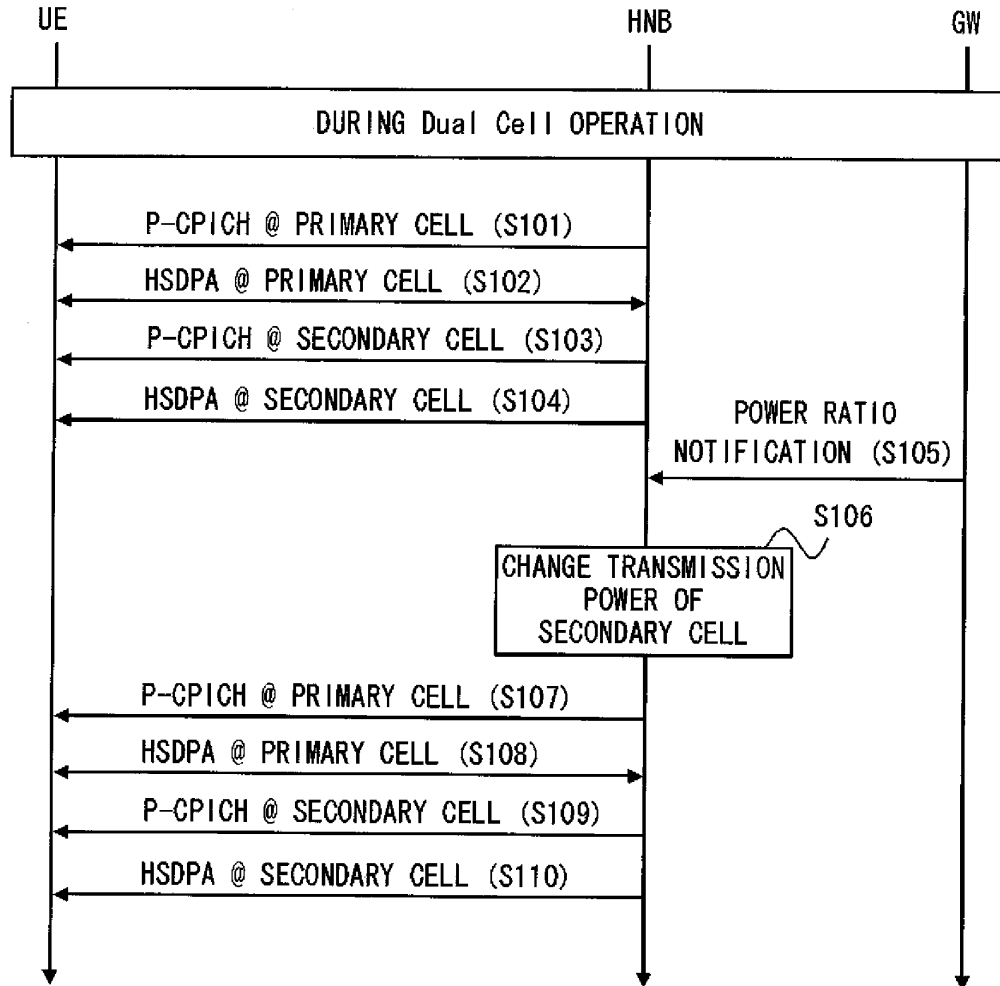 UE
HNB
GW
DURING Dual Cell OPERATION
P-CPICH @ PRIMARY CELL (S101)
HSDPA @ PRIMARY CELL (S102)
P-CPICH @ SECONDARY CELL (S103)
HSDPA @ SECONDARY CELL (S104)
POWER RATIO
NOTIFICATION (S105)
S106
CHANGE TRANSMISSION
POWER OF
SECONDARY CELL
P-CPICH @ PRIMARY CELL (S107)
HSDPA @ PRIMARY CELL (S108)
P-CPICH @ SECONDARY CELL (S109)
HSDPA @ SECONDARY CELL (S110)